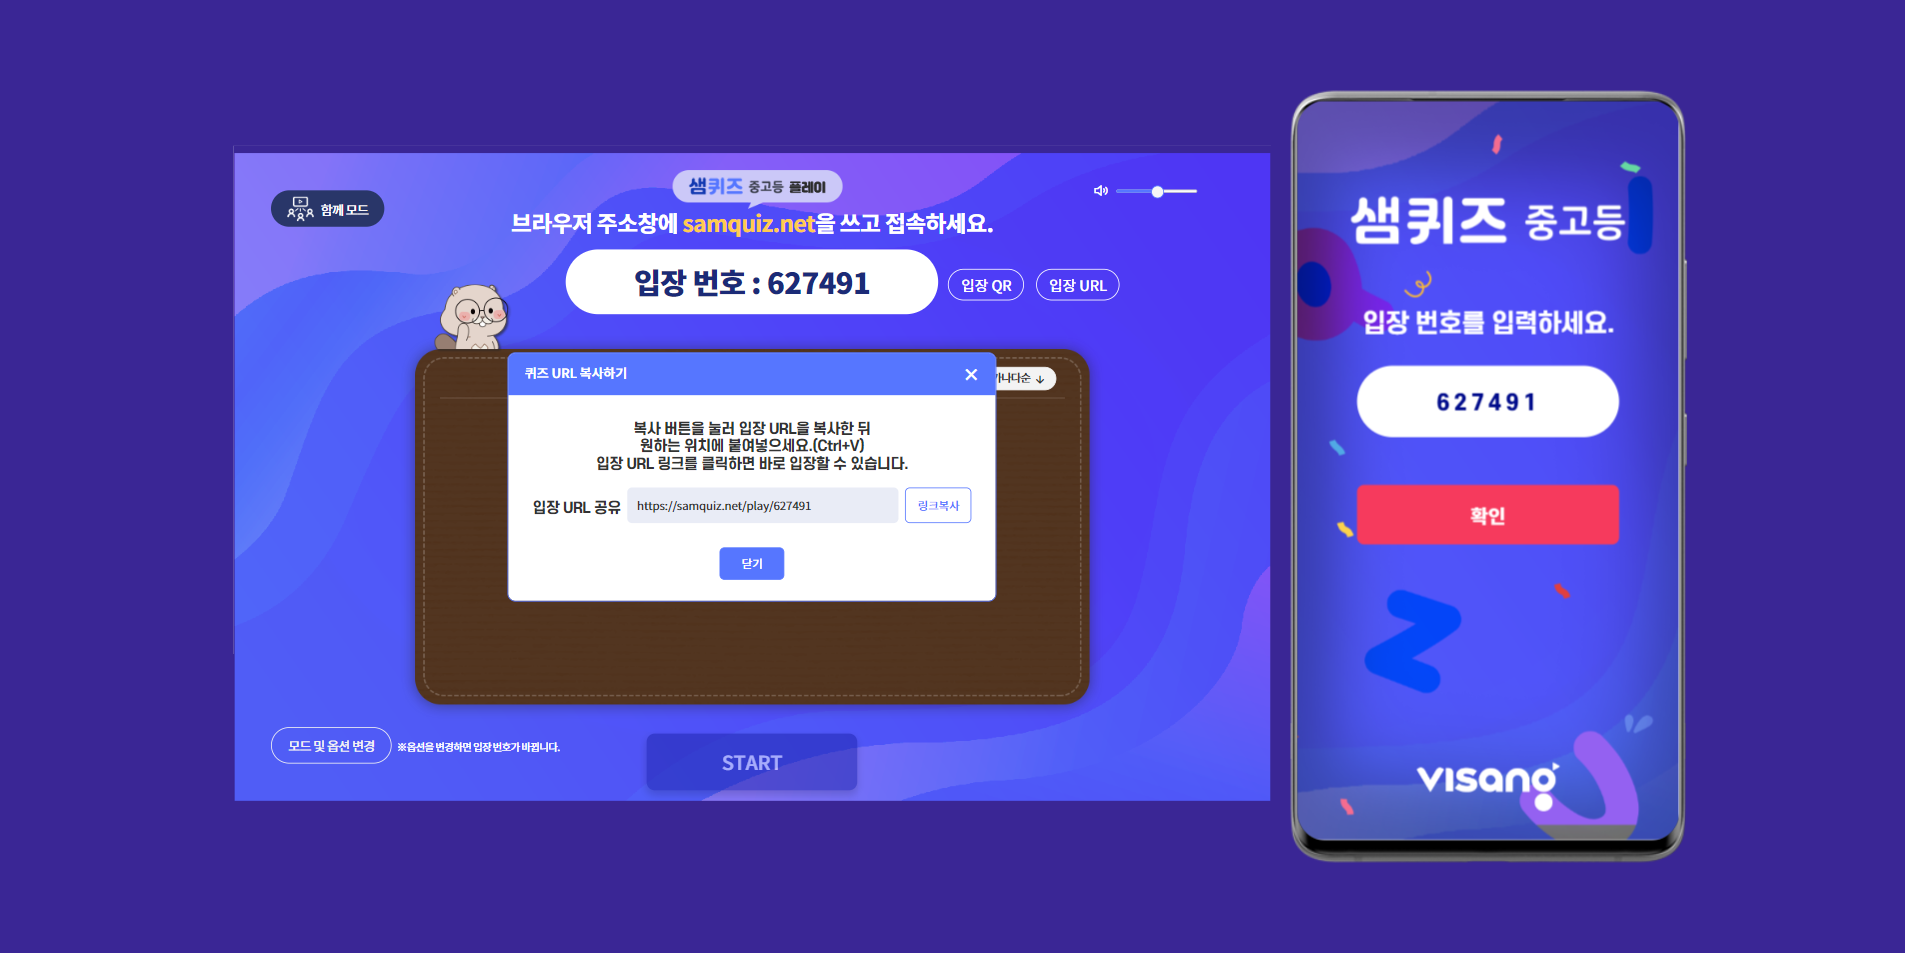 함께 모드
샘퀴즈 중고등 플레이
브라우저 주소창에 samquiz.net을 쓰고 접속하세요.
입장 번호 : 627491
입장 QR
입장 URL
가나다순 ↓
퀴즈 URL 복사하기
복사 버튼을 눌러 입장 URL을 복사한 뒤
원하는 위치에 붙여넣으세요.(Ctrl+V)
입장 URL 링크를 클릭하면 바로 입장할 수 있습니다.
입장 URL 공유
https://samquiz.net/play/627491
링크복사
닫기
모드 및 옵션 변경
※옵션을 변경하면 입장 번호가 바뀝니다.
START
샘퀴즈 중고등
입장 번호를 입력하세요.
627491
확인
visang